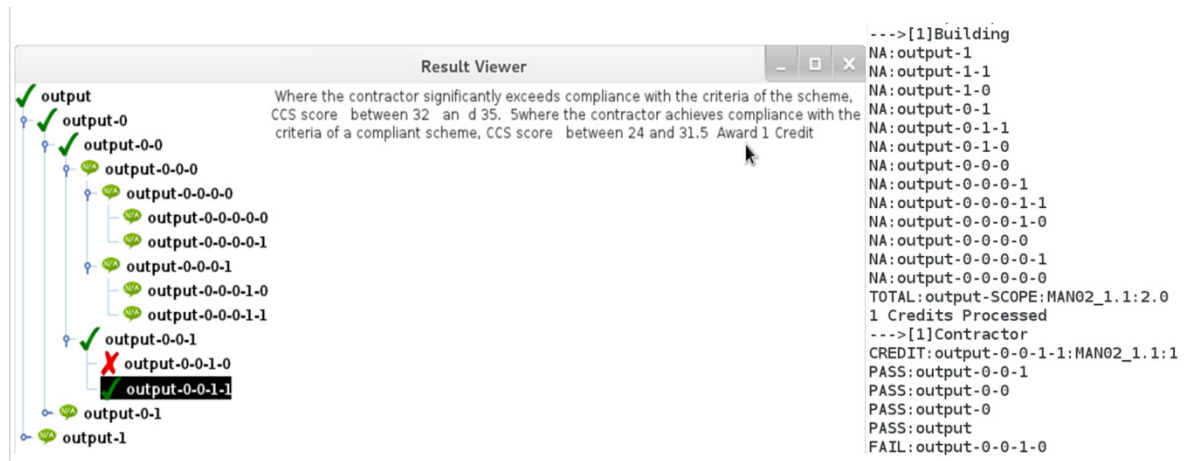 Result Viewer
output
output-0
output-0-0
output-0-0-0
output-0-0-0-0
output-0-0-0-0-0
output-0-0-0-0-1
output-0-0-0-1
output-0-0-0-1-0
output-0-0-0-1-1
output-0-0-1
output-0-0-1-0
output-0-0-1-1
output-0-1
output-1
Where the contractor significantly exceeds compliance with the criteria of the scheme,
CCS score between 32 an d 35. 5where the contractor achieves compliance with the
criteria of a compliant scheme, CCS score between 24 and 31.5 Award 1 Credit
--->[1]Building
NA:output-1
NA:output-1-1
NA:output-1-0
NA:output-0-1
NA:output-0-1-1
NA:output-0-1-0
NA:output-0-0-0
NA:output-0-0-0-1
NA:output-0-0-0-1-1
NA:output-0-0-0-1-0
NA:output-0-0-0-0
NA:output-0-0-0-0-1
NA:output-0-0-0-0-0
TOTAL:output-SCOPE:MAN02_1.1:2.0
1 Credits Processed
--->[1]Contractor
CREDIT:output-0-0-1-1:MAN02_1.1:1
PASS:output-0-0-1
PASS:output-0-0
PASS:output-0
PASS:output
FAIL:output-0-0-1-0